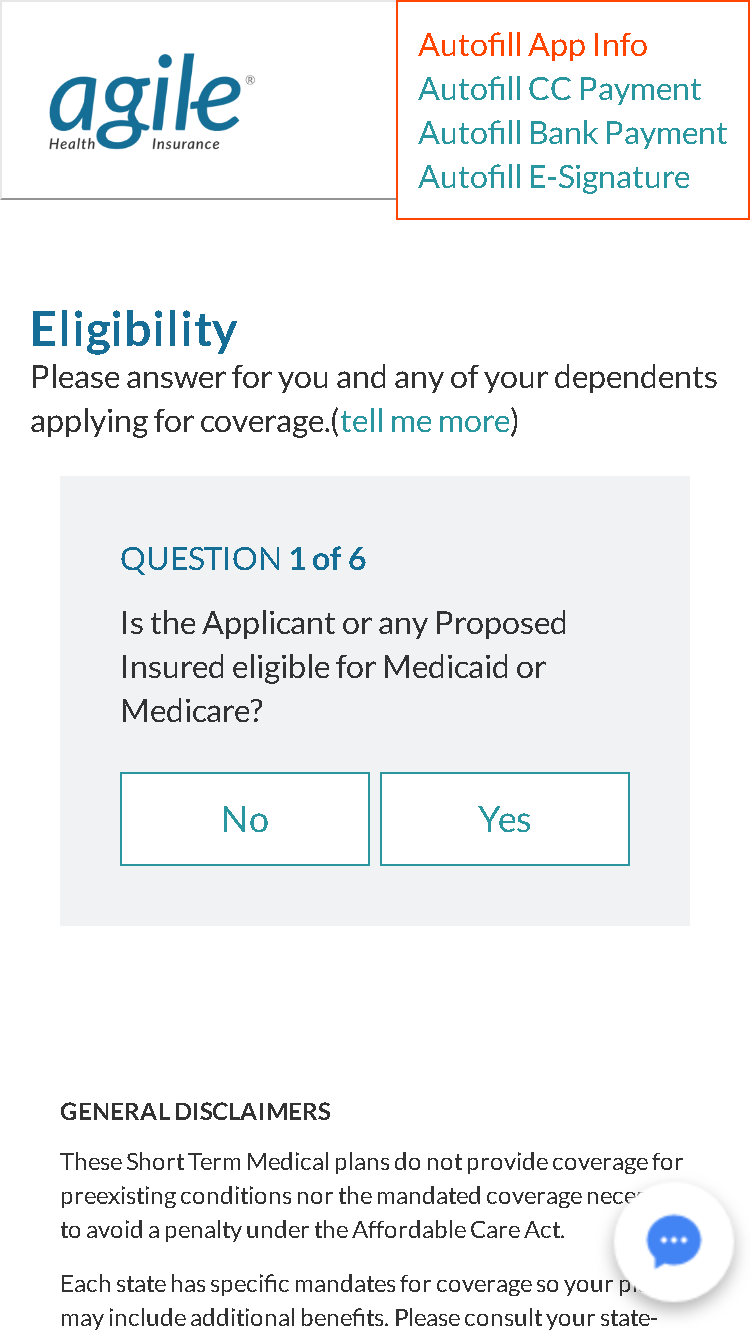 agile®
Health Insurance
Autofill App Info
Autofill CC Payment
Autofill Bank Payment
Autofill E-Signature
Eligibility
Please answer for you and any of your dependents
applying for coverage.(tell me more)
QUESTION 1 of 6
Is the Applicant or any Proposed
Insured eligible for Medicaid or
Medicare?
No Yes
GENERAL DISCLAIMERS
These Short Term Medical plans do not provide coverage for
preexisting conditions nor the mandated coverage
to avoid a penalty under the Affordable Care Act.
Each state has specific mandates for coverage so your
may include additional benefits. Please consult your state-